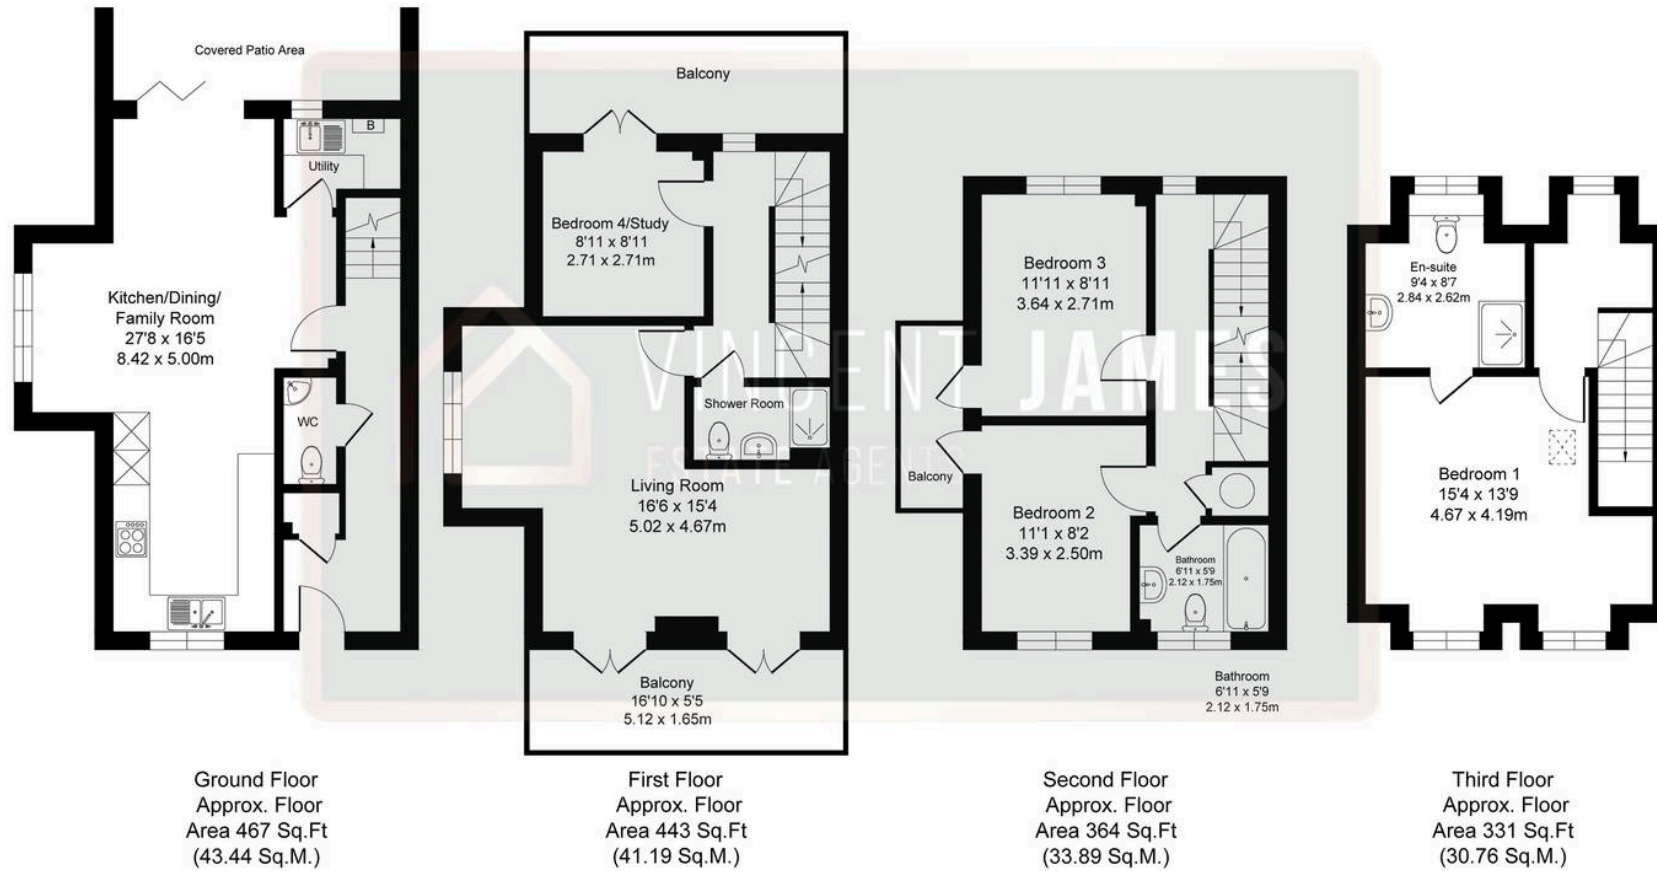 Covered Patio Area
B
Utility
Kitchen/Dining/
Family Room
27'8 x 16'5
8.42 x 5.00m
WC
Ground Floor
Approx. Floor
Area 467 Sq.Ft
(43.44 Sq.M.)
Balcony
Bedroom 4/Study
8'11 x 8'11
2.71 x 2.71m
Shower Room
Living Room
16'6 x 15'4
5.02 x 4.67m
Balcony
16'10 x 5'5
5.12 x 1.65m
First Floor
Approx. Floor
Area 443 Sq.Ft
(41.19 Sq.M.)
VINCENT JAMES
ESTATE AGENTS
Bedroom 3
11'11 x 8'11
3.64 x 2.71m
Balcony
Bedroom 2
11'1 x 8'2
3.39 x 2.50m
Bathroom
6'11 x 5'9
2.12 x 1.75m
Bathroom
6'11 x 5'9
2.12 x 1.75m
Second Floor
Approx. Floor
Area 364 Sq.Ft
(33.89 Sq.M.)
En-suite
9'4 x 8'7
2.84 x 2.62m
Bedroom 1
15'4 x 13'9
4.67 x 4.19m
Third Floor
Approx. Floor
Area 331 Sq.Ft
(30.76 Sq.M.)